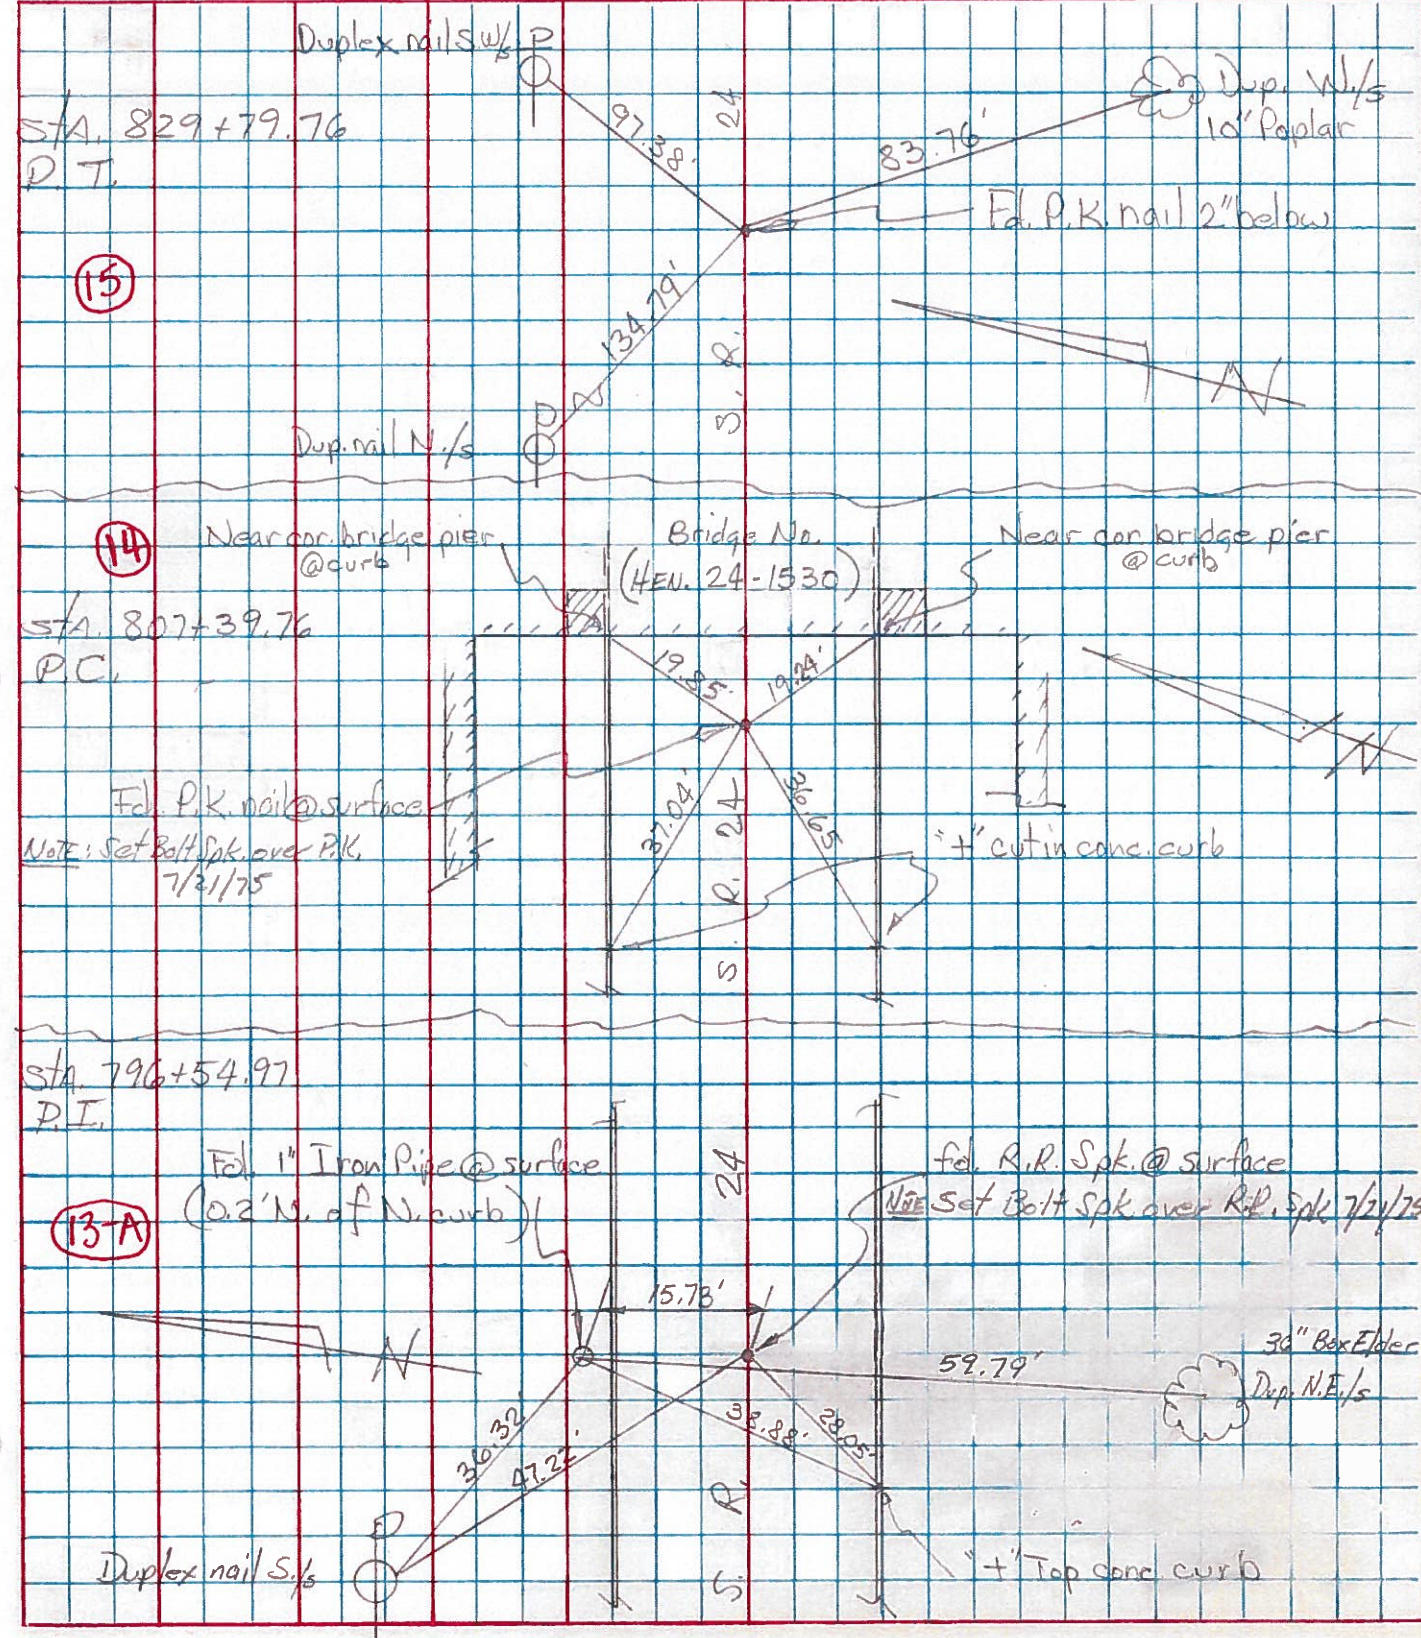 Duplex nail S.W/s P
Dup. W./s
10" Poplar
StA. 829+79.76
P.T.
97.38'
24
83.76'
Fd. P.K. nail 2" below
15
134.79'
S. R.
N
Dup. nail N./s
14
Near cor. bridge pier
@ curb
Bridge No.
(HEN. 24-1530)
Near cor bridge pier
@ curb
StA. 807+39.76
P.C.
19.85'
19.24'
N
Fd. P.K. nail @ surface
NOTE: Set Bolt Spk. over P.K.
7/21/75
37.04'
36.65
S. R. 24
"+" cut in conc. curb
StA. 796+54.97
P.I.
Fd. 1" Iron Pipe @ surface
(0.2' N. of N. curb)
24
fd. R.R. Spk. @ surface
NOTE Set Bolt Spk over R.R. Spk 7/21/75
13-A
15.73'
N
59.79'
36" Box Elder
Dup. N.E./s
36.32
47.22'
38.88'
28.05'
S. R.
P
Duplex nail S./s
"+" Top conc. curb